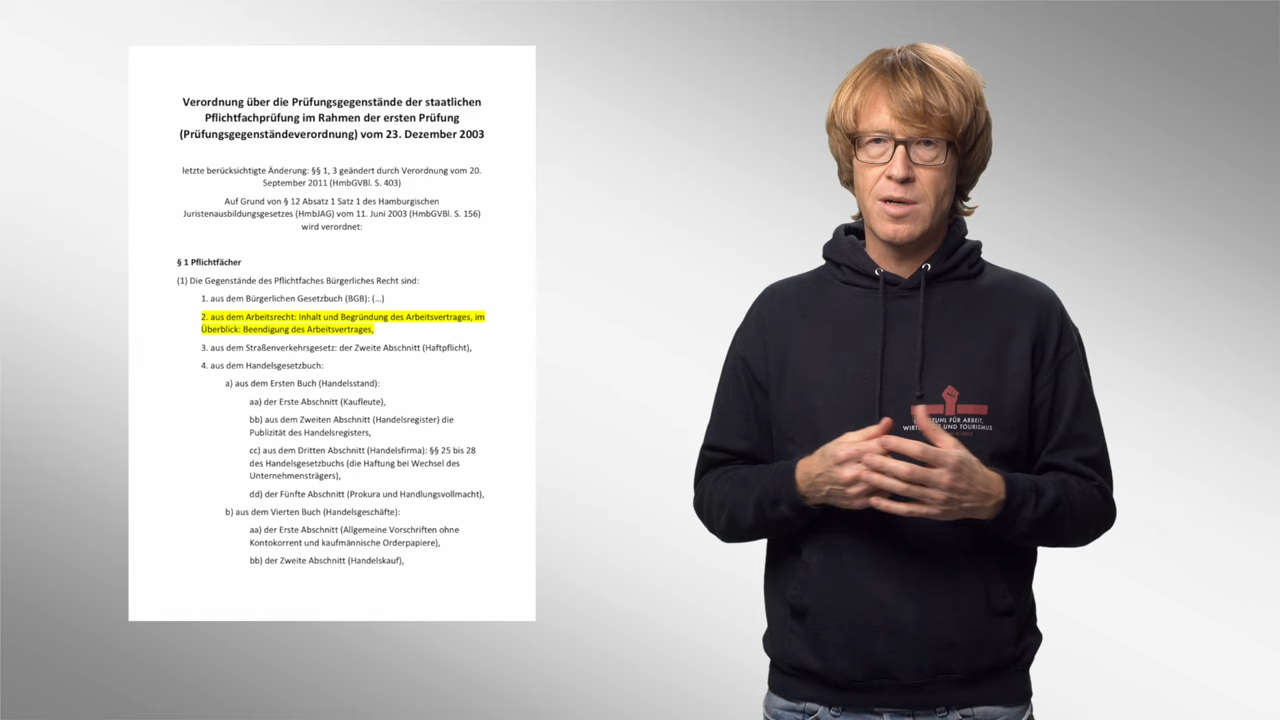 Verordnung über die Prüfungsgegenstände der staatlichen
Pflichtfachprüfung im Rahmen der ersten Prüfung
(Prüfungsgegenständeverordnung) vom 23. Dezember 2003
letzte berücksichtigte Änderung: §§ 1, 3 geändert durch Verordnung vom 20.
September 2011 (HmbGVBl. S. 403)
Auf Grund von § 12 Absatz 1 Satz 1 des Hamburgischen
Juristenausbildungsgesetzes (HmbJAG) vom 11. Juni 2003 (HmbGVBl. S. 156)
wird verordnet:
§ 1 Pflichtfächer
(1) Die Gegenstände des Pflichtfaches Bürgerliches Recht sind:
1. aus dem Bürgerlichen Gesetzbuch (BGB): (...)
2. aus dem Arbeitsrecht: Inhalt und Begründung des Arbeitsvertrages, im
Überblick: Beendigung des Arbeitsvertrages,
3. aus dem Straßenverkehrsgesetz: der Zweite Abschnitt (Haftpflicht),
4. aus dem Handelsgesetzbuch:
a) aus dem Ersten Buch (Handelsstand):
aa) der Erste Abschnitt (Kaufleute),
bb) aus dem Zweiten Abschnitt (Handelsregister) die
Publizität des Handelsregisters,
cc) aus dem Dritten Abschnitt (Handelsfirma): §§ 25 bis 28
des Handelsgesetzbuchs (die Haftung bei Wechsel des
Unternehmensträgers),
dd) der Fünfte Abschnitt (Prokura und Handlungsvollmacht),
b) aus dem Vierten Buch (Handelsgeschäfte):
aa) der Erste Abschnitt (Allgemeine Vorschriften ohne
Kontokorrent und kaufmännische Orderpapiere),
bb) der Zweite Abschnitt (Handelskauf),
FÜR ARBEIT,
UND TOURISMUS